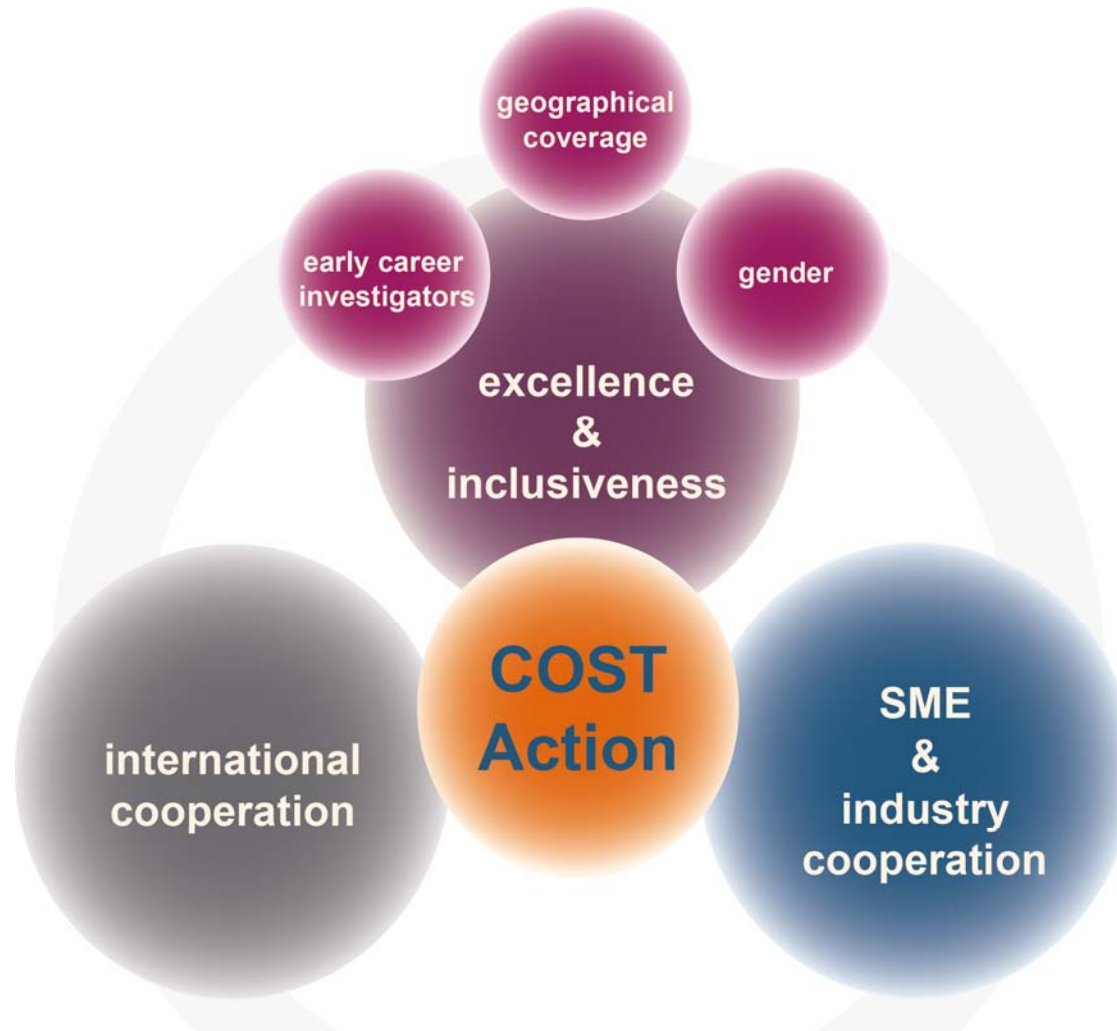 geographical
coverage
early career
investigators
gender
excellence
&
inclusiveness
COST
Action
international
cooperation
SME
&
industry
cooperation